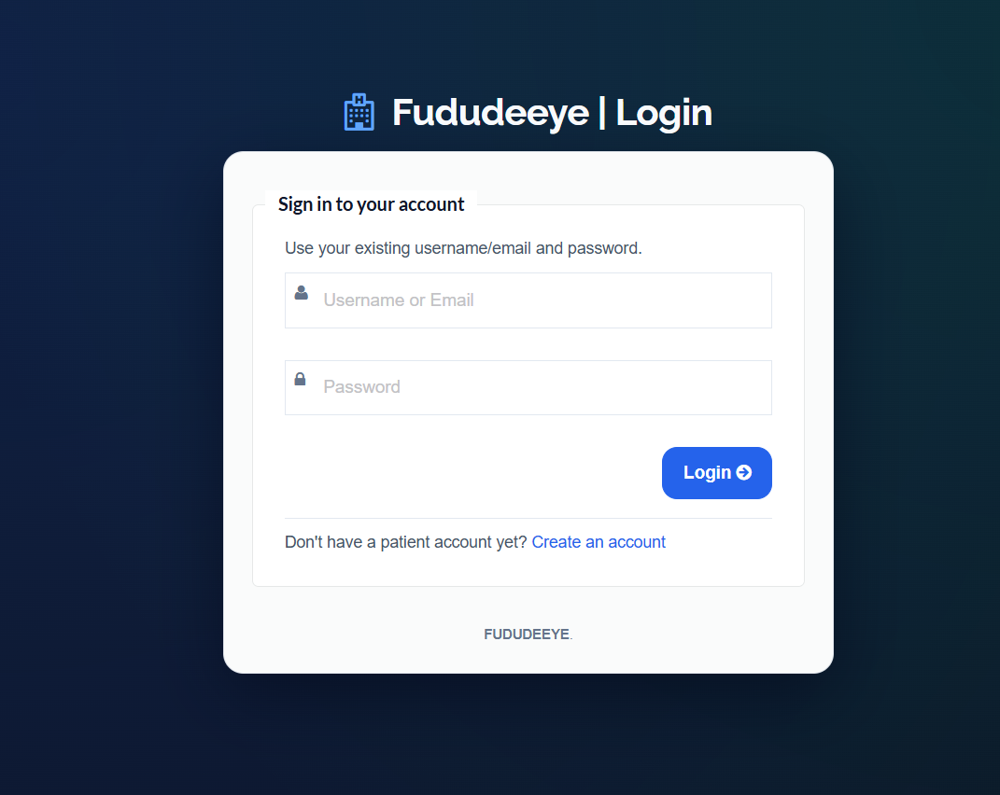 Fududeeye | Login
Sign in to your account
Use your existing username/email and password.
Username or Email
Password
Login
Don't have a patient account yet? Create an account
FUDUDEEYE.